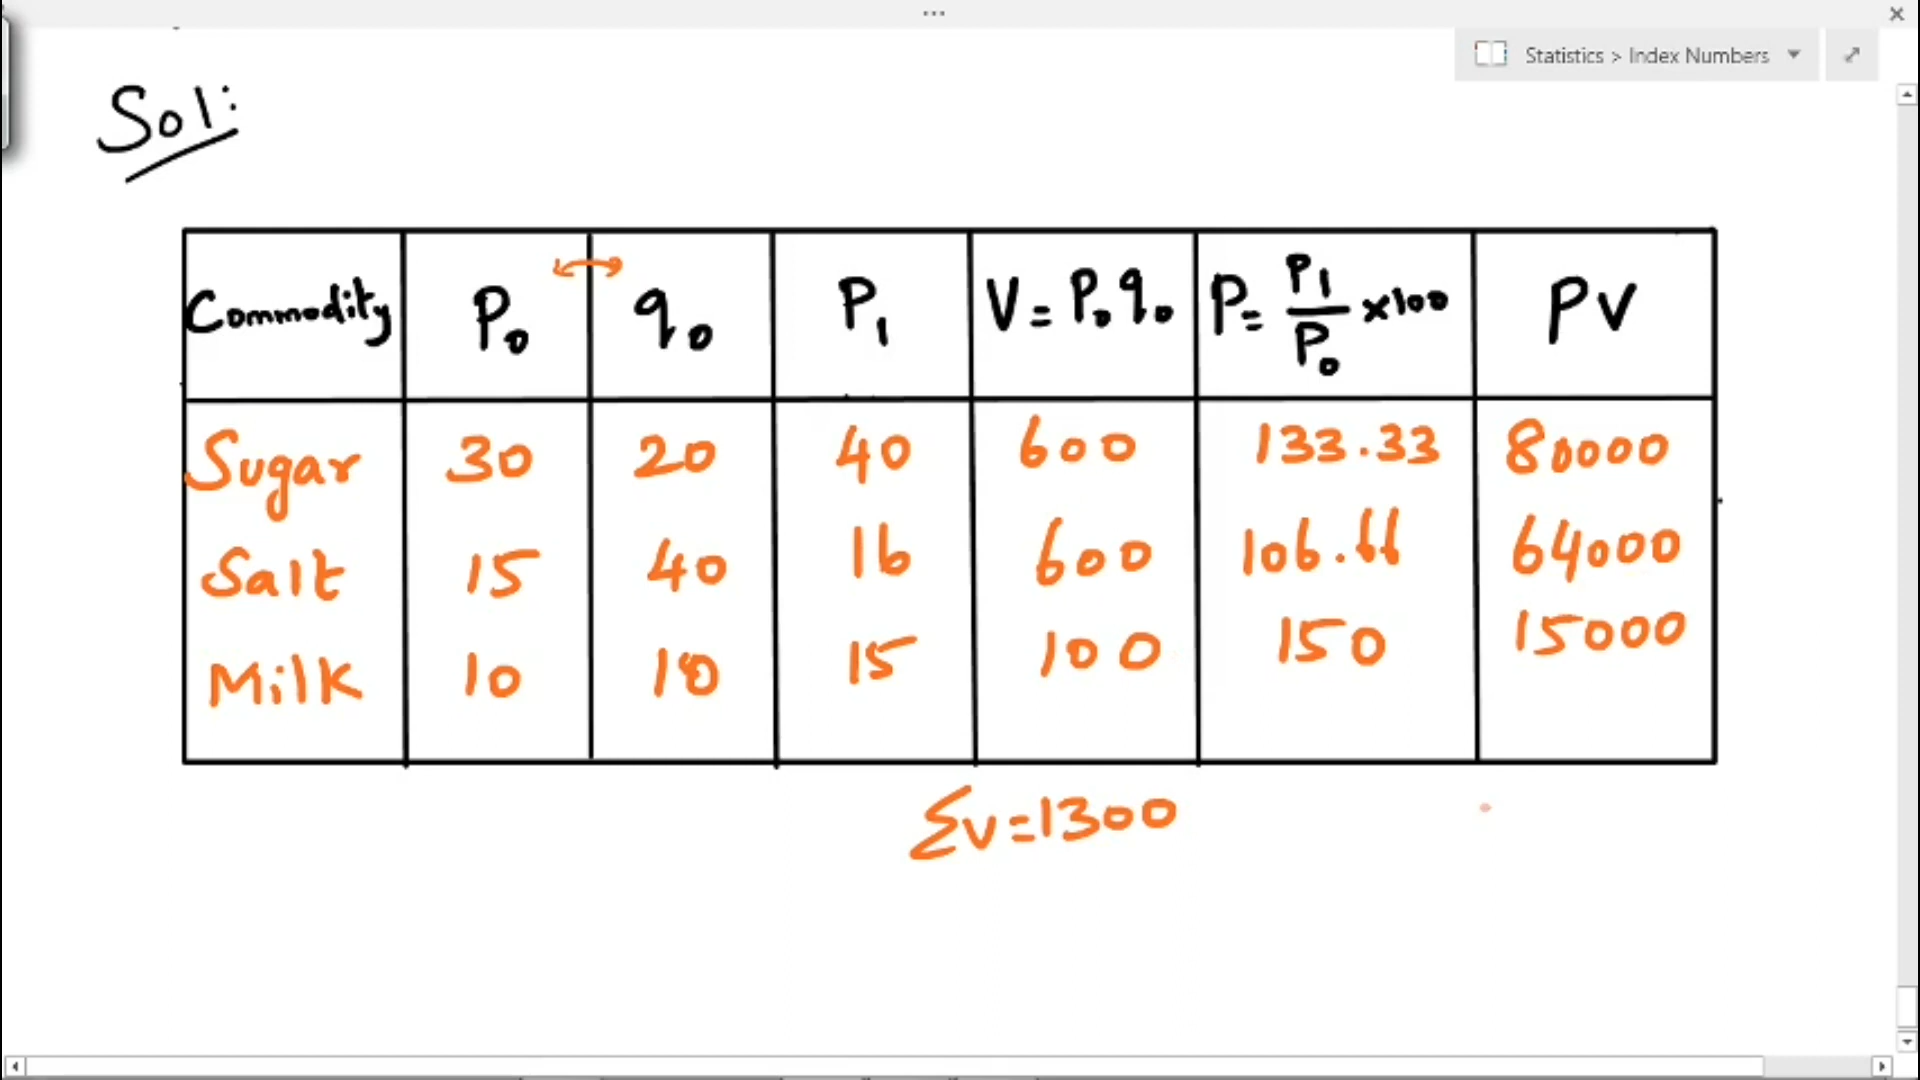 ...
Statistics > Index Numbers
Sol:
Commodity P₀ q₀ P₁ V = P₀q₀ P = P₁/P₀ ×100 PV
Sugar 30 20 40 600 133.33 80000
Salt 15 40 16 600 106.66 64000
Milk 10 10 15 100 150 15000
Σv=1300